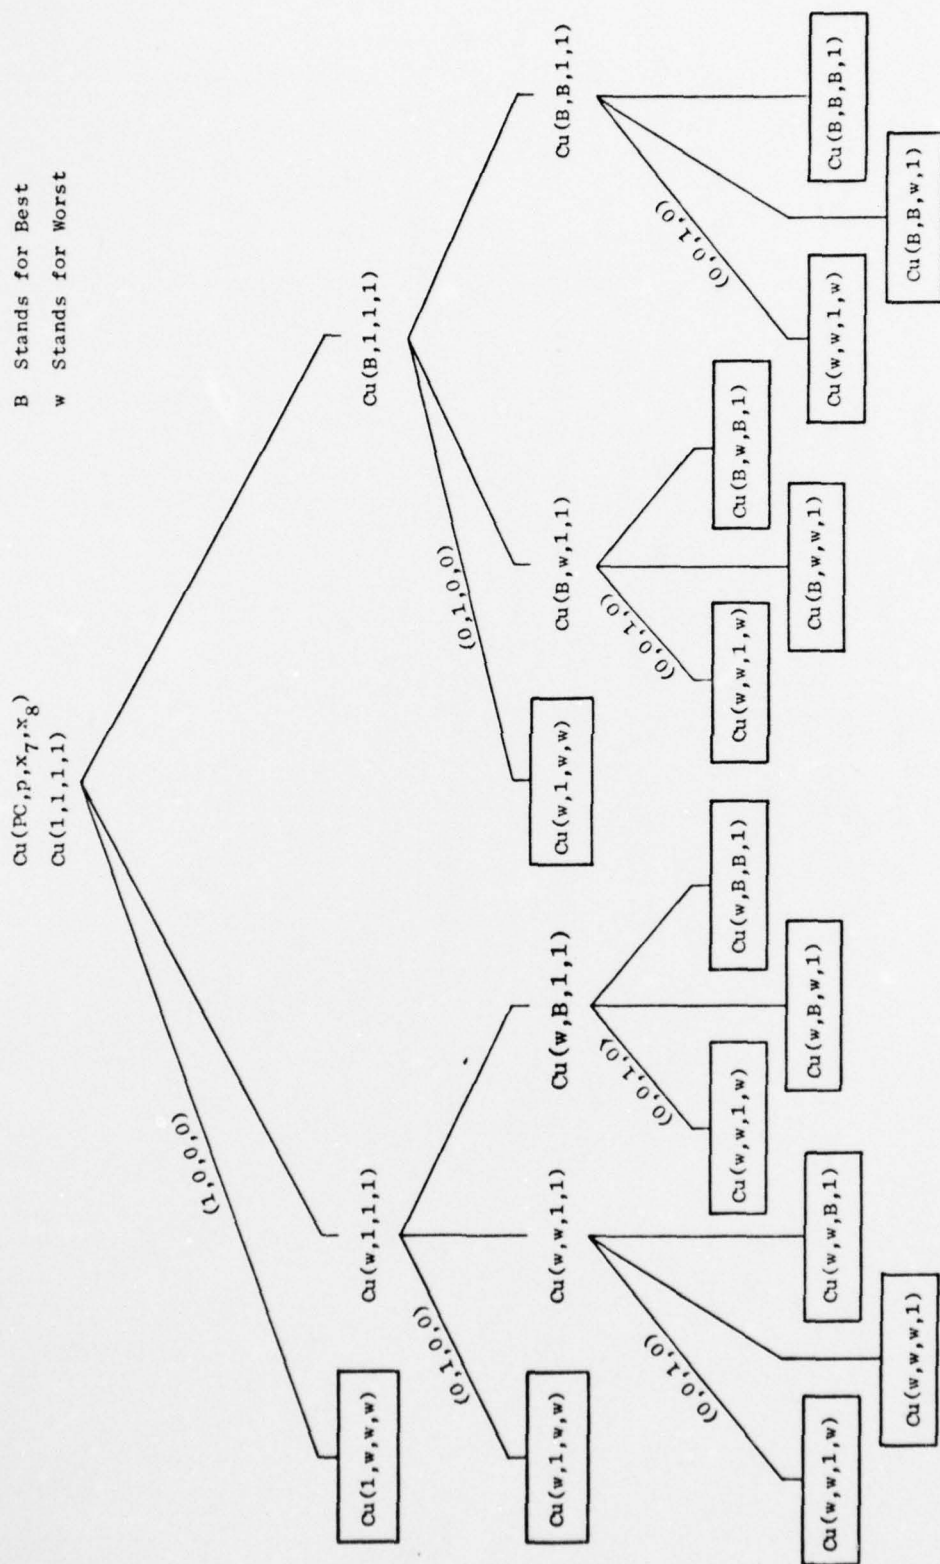 Cu(PC,p,x₇,x₈)
Cu(1,1,1,1)
B Stands for Best
w Stands for Worst
(1,0,0,0)
Cu(1,w,w,w)
Cu(w,1,1,1)
Cu(B,1,1,1)
(0,1,0,0)
(0,1,0,0)
Cu(w,1,w,w)
Cu(w,w,1,1)
Cu(w,B,1,1)
Cu(w,1,w,w)
Cu(B,w,1,1)
Cu(B,B,1,1)
(0,0,1,0)
(0,0,1,0)
(0,0,1,0)
(0,0,1,0)
Cu(w,w,1,w)
Cu(w,B,B,1)
Cu(w,w,1,w)
Cu(B,w,B,1)
Cu(w,w,1,w)
Cu(w,w,B,1)
Cu(w,B,w,1)
Cu(B,w,w,1)
Cu(w,w,1,w)
Cu(B,B,B,1)
Cu(w,w,w,1)
Cu(B,B,w,1)